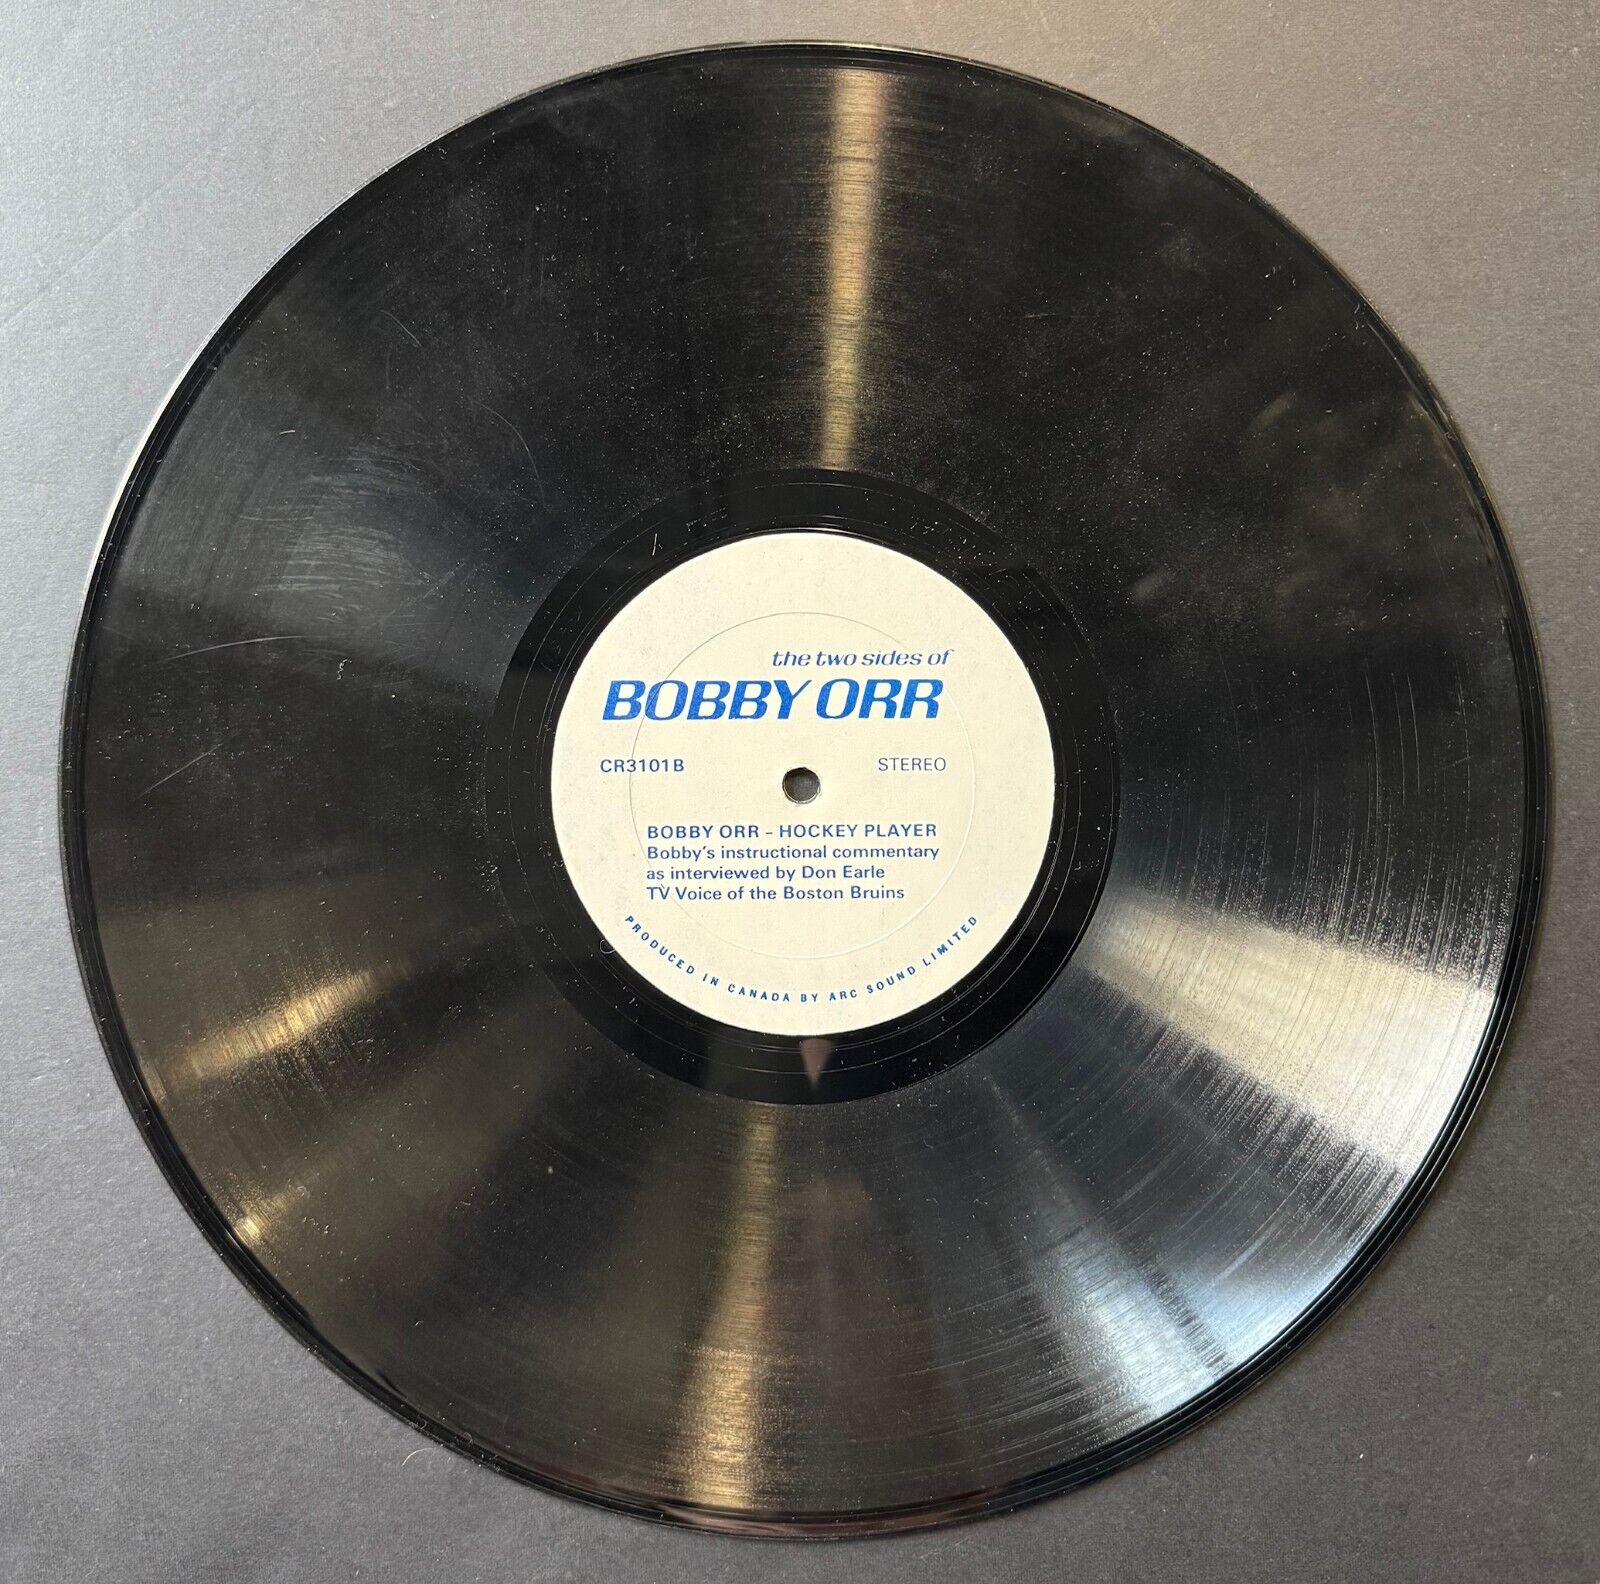 the two sides of
BOBBY ORR
CR3101B STEREO
BOBBY ORR – HOCKEY PLAYER
Bobby's instructional commentary
as interviewed by Don Earle
TV Voice of the Boston Bruins
PRODUCED IN CANADA BY ARC SOUND LIMITED